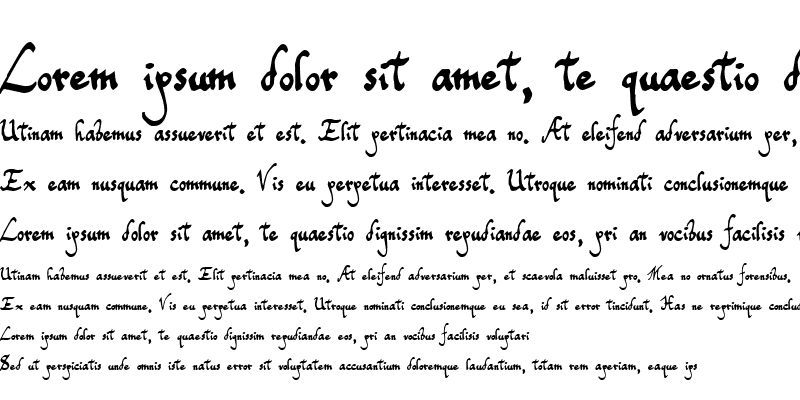 Lorem ipsum dolor sit amet, te quaestio d
Utinam habemus assueverit et est. Elit pertinacia mea no. At eleifend adversarium per,
Ex eam nusquam commune. Vis eu perpetua interesset. Utroque nominati conclusionemque
Lorem ipsum dolor sit amet, te quaestio dignissim repudiandae eos, pri an vocibus facilisis
Utinam habemus assueverit et est. Elit pertinacia mea no. At eleifend adversarium per, et scaevola maluisset pro. Mea no ornatus forensibus.
Ex eam nusquam commune. Vis eu perpetua interesset. Utroque nominati conclusionemque eu sea, id sit error tincidunt. Has ne reprimique conclus
Lorem ipsum dolor sit amet, te quaestio dignissim repudiandae eos, pri an vocibus facilisis voluptari
Sed ut perspiciatis unde omnis iste natus error sit voluptatem accusantium doloremque laudantium, totam rem aperiam, eaque ips